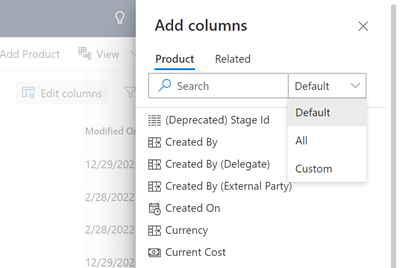 Add columns
Add Product
View
Product Related
Search Default
Edit columns
Default
All
Custom
Modified On
(Deprecated) Stage Id
Created By
Created By (Delegate)
Created By (External Party)
Created On
Currency
Current Cost
12/29/202
2/28/2022
2/28/2022
12/29/202